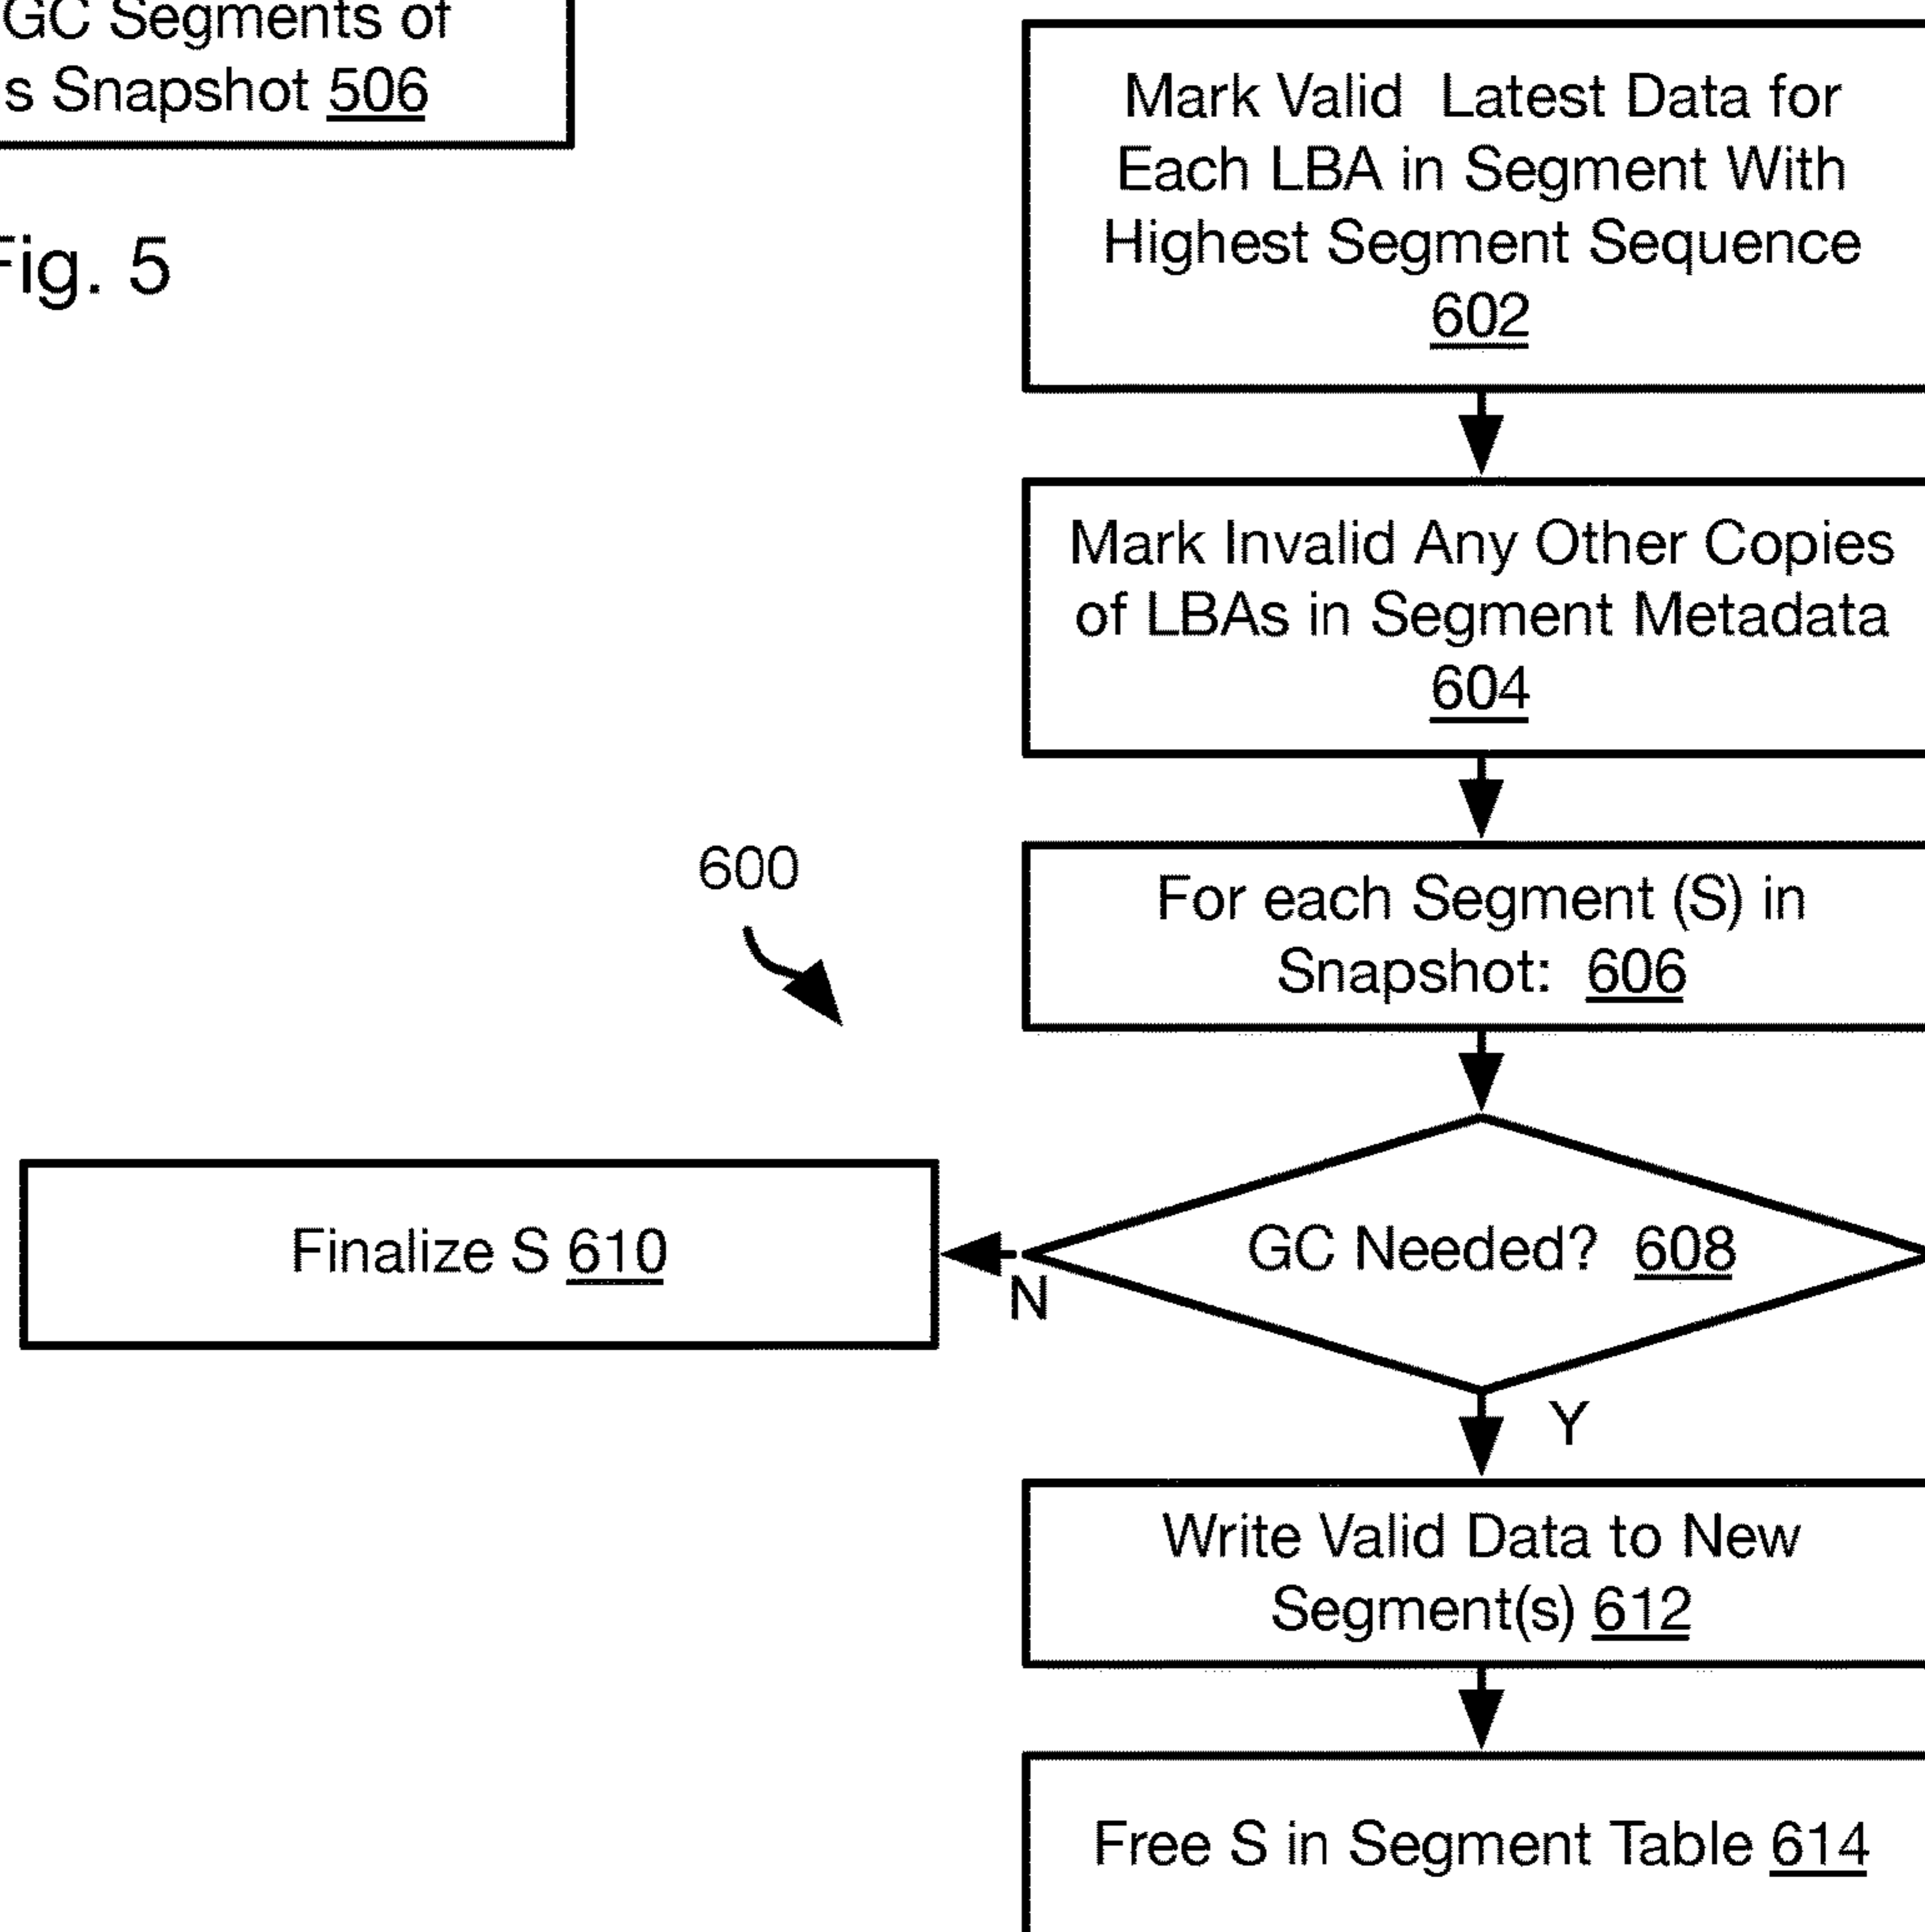 GC Segments of
s Snapshot 506
Fig. 5
Mark Valid Latest Data for
Each LBA in Segment With
Highest Segment Sequence
602
Mark Invalid Any Other Copies
of LBAs in Segment Metadata
604
600
For each Segment (S) in
Snapshot: 606
GC Needed? 608
N
Finalize S 610
Y
Write Valid Data to New
Segment(s) 612
Free S in Segment Table 614